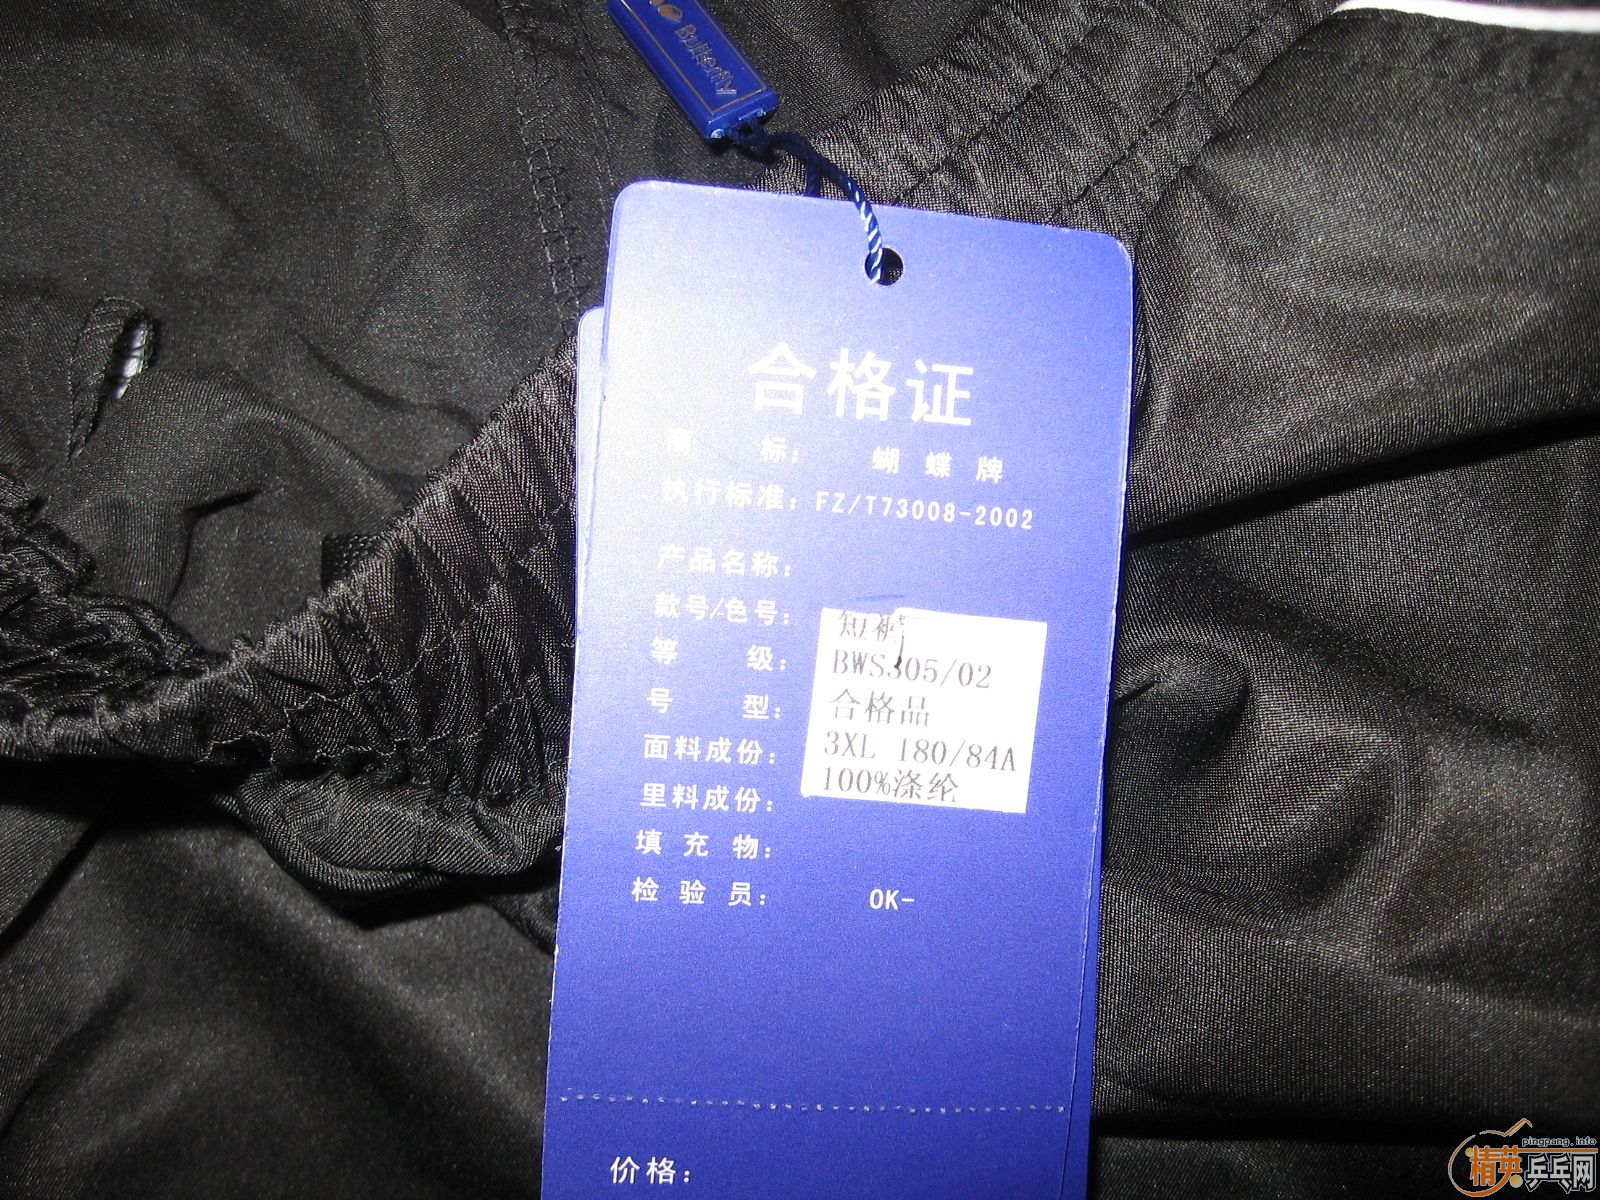 Butterfly
合格证
商 标： 蝴 蝶 牌
执行标准：FZ/T73008-2002
产品名称：
款号/色号：
短裤
等 级：
BWS305/02
号 型：
合格品
面料成份：
3XL 180/84A
里料成份：
100%涤纶
填 充 物：
检 验 员： OK-
价格：
pingpang.info
精英乒乓网